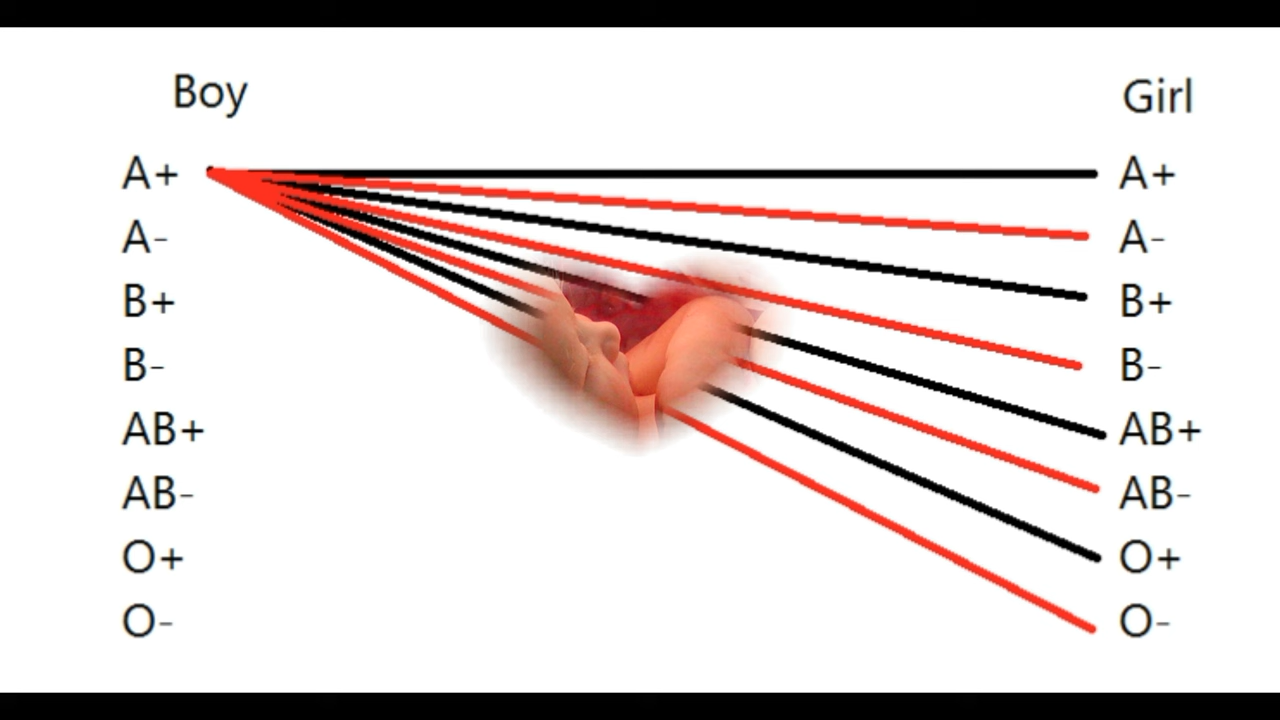 Boy Girl
A+ A+
A- A-
B+ B+
B- B-
AB+ AB+
AB- AB-
O+ O+
O- O-